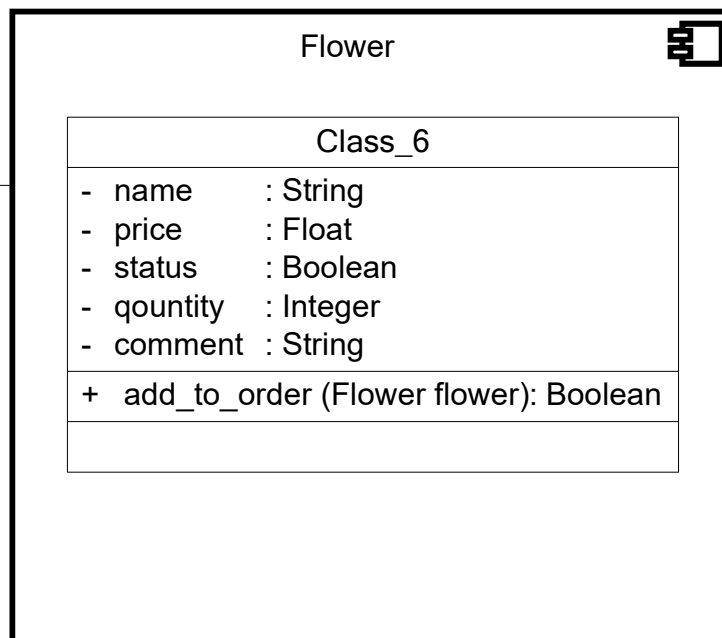 Flower
Class_6
- name : String
- price : Float
- status : Boolean
- qountity : Integer
- comment : String
+ add_to_order (Flower flower): Boolean